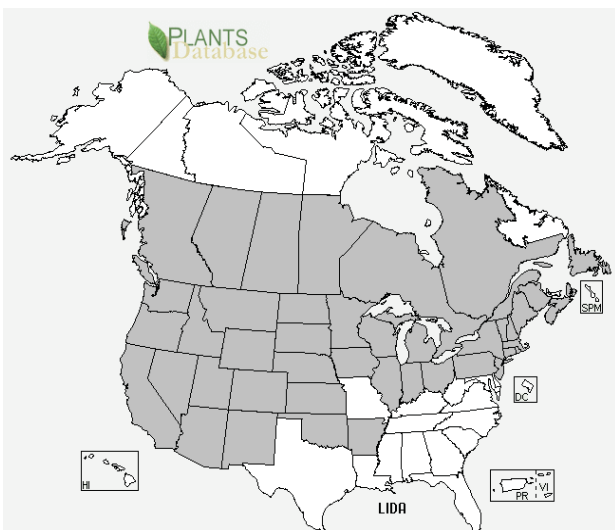 PLANTS
Database
SPM
DC
HI
PR VI
LIDA